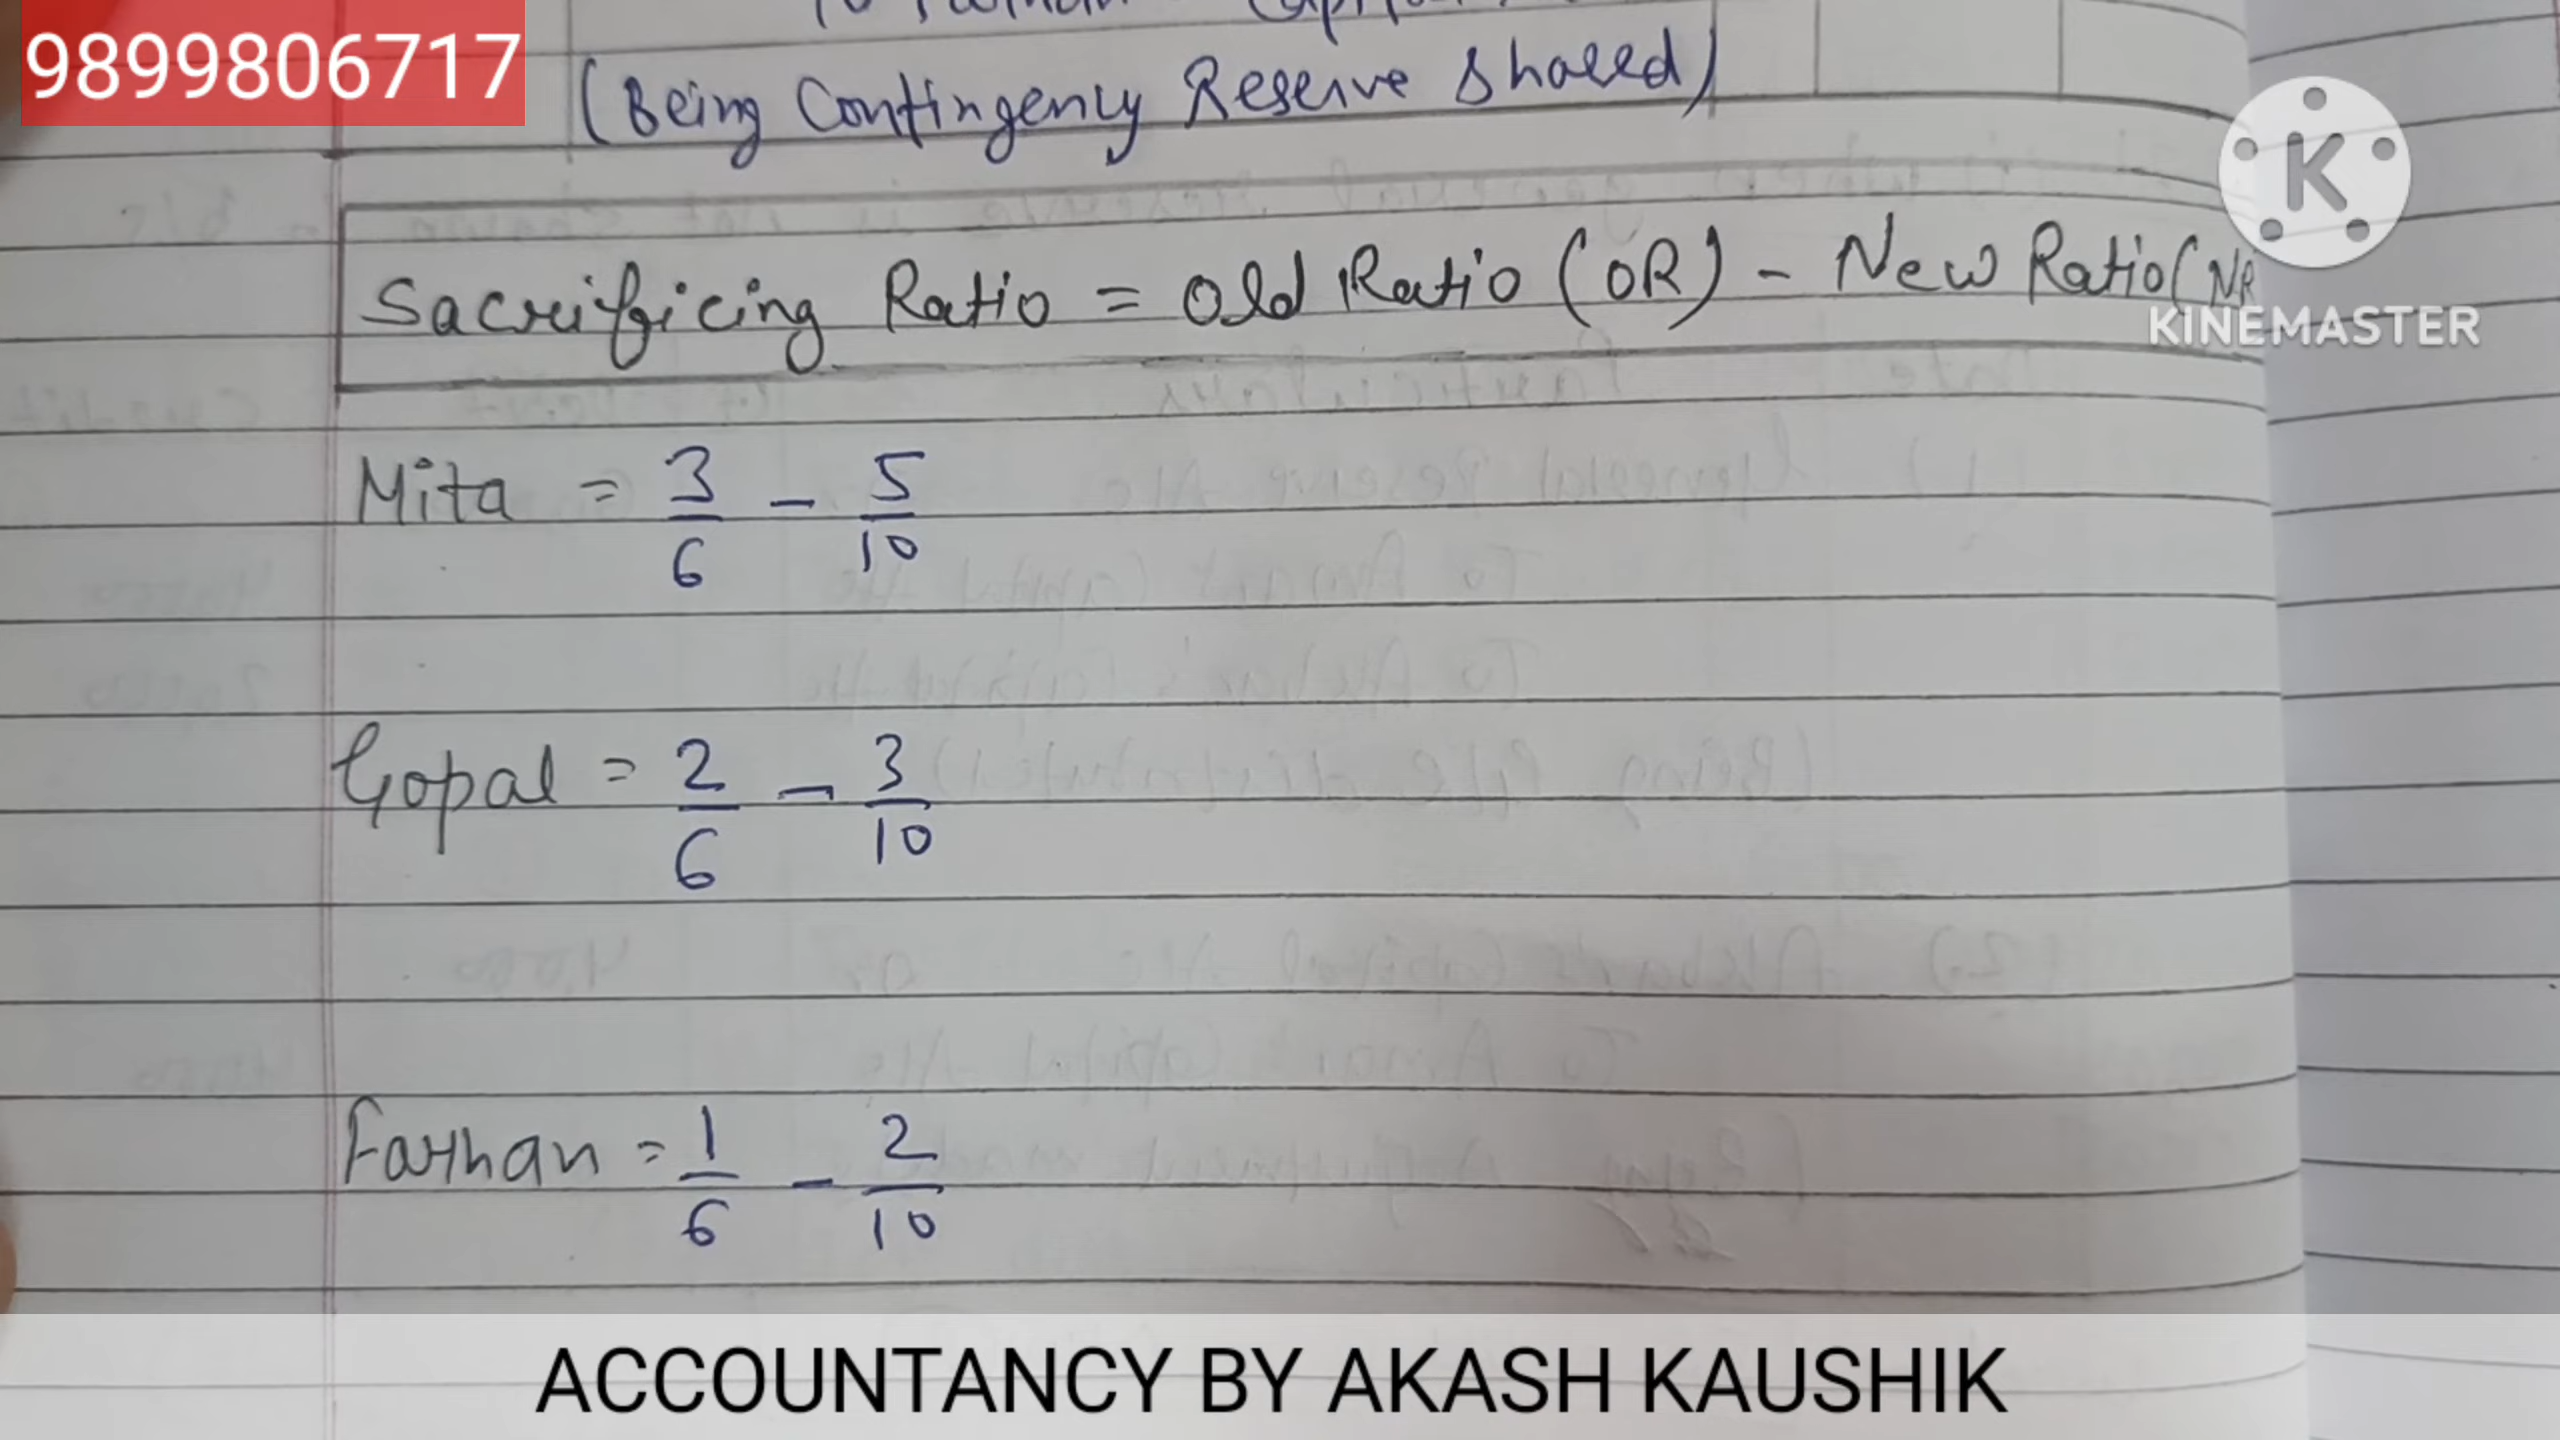 9899806717
(Being Contingency Reserve Shared)
Sacrificing Ratio = Old Ratio (OR) - New Ratio (NR
K
KINEMASTER
Mita = 3/6 - 5/10
Gopal = 2/6 - 3/10
Farhan = 1/6 - 2/10
ACCOUNTANCY BY AKASH KAUSHIK